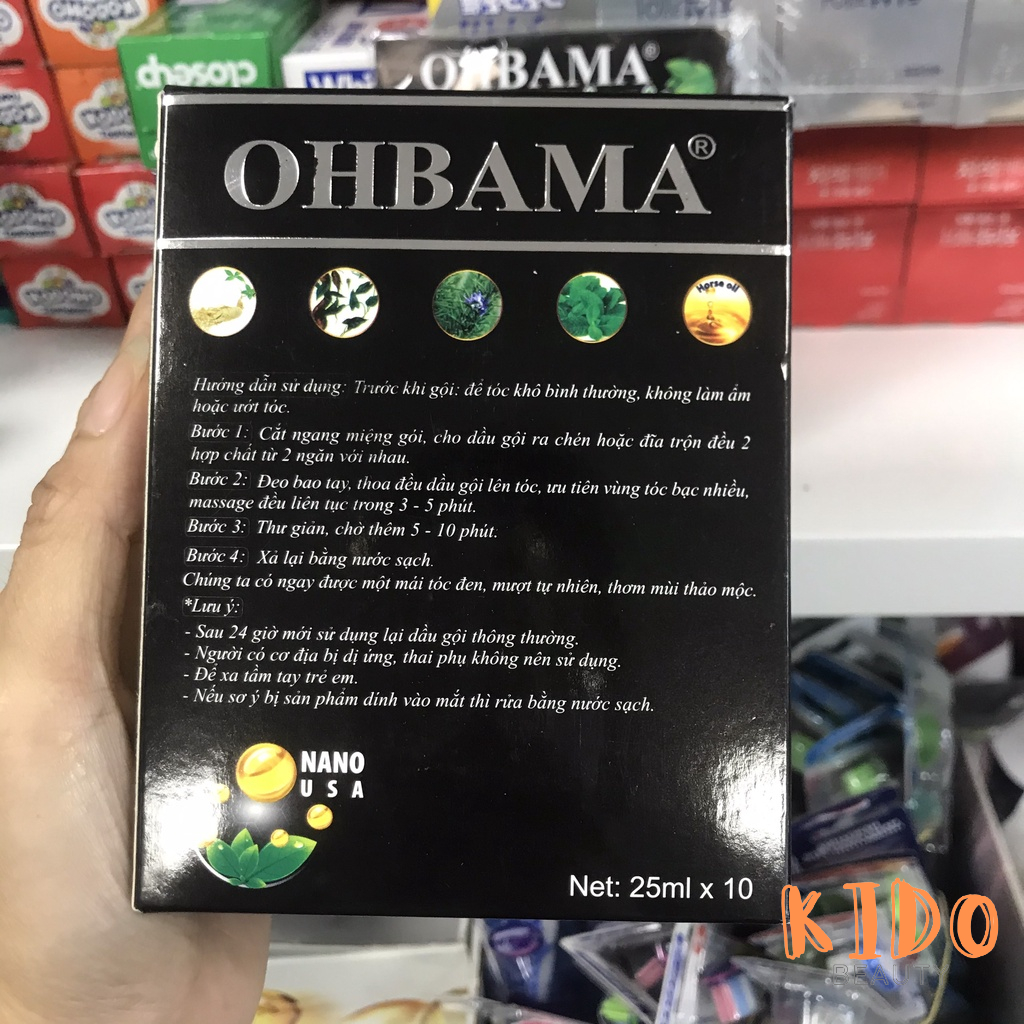 closeup
Whi
OHBAMA®
OHBAMA®
Horse oil
Hướng dẫn sử dụng: Trước khi gội: để tóc khô bình thường, không làm ẩm
hoặc ướt tóc.
Bước 1: Cắt ngang miệng gói, cho dầu gội ra chén hoặc đĩa trộn đều 2
hợp chất từ 2 ngăn với nhau.
Bước 2: Đeo bao tay, thoa đều dầu gội lên tóc, ưu tiên vùng tóc bạc nhiều,
massage đều liên tục trong 3 - 5 phút.
Bước 3: Thư giản, chờ thêm 5 - 10 phút.
Bước 4: Xả lại bằng nước sạch.
Chúng ta có ngay được một mái tóc đen, mượt tự nhiên, thơm mùi thảo mộc.
*Lưu ý:
- Sau 24 giờ mới sử dụng lại dầu gội thông thường.
- Người có cơ địa bị dị ứng, thai phụ không nên sử dụng.
- Để xa tầm tay trẻ em.
- Nếu sơ ý bị sản phẩm dính vào mắt thì rửa bằng nước sạch.
NANO
USA
Net: 25ml x 10
KIDO
BEAUTY